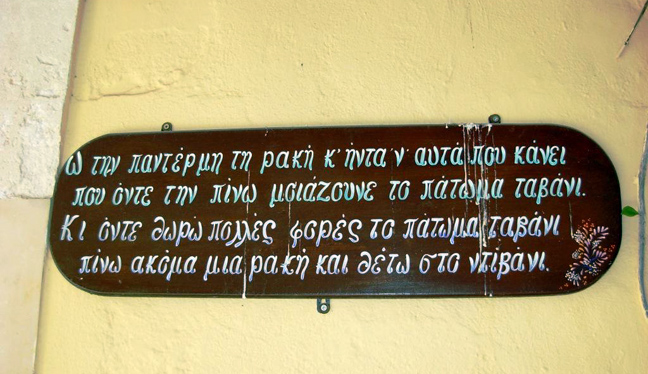 Ω την παντέρμη τη ρακή κ' ήντα 'ν' αυτά που κάνει
που όντε την πίνω μοιάζουνε το πάτωμα ταβάνι.
Κι όντε θωρώ πολλές φορές το πάτωμα ταβάνι
πίνω ακόμα μια ρακή και θέτω στο ντιβάνι.